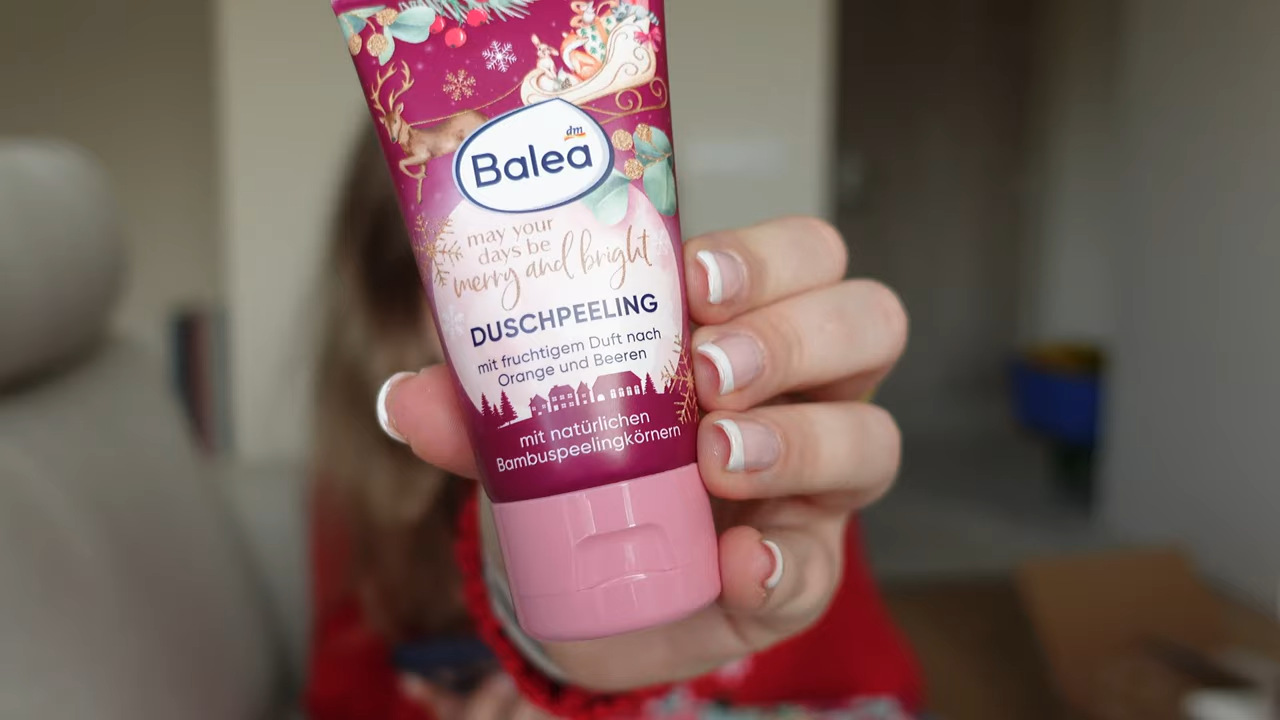 dm
Balea
may your
days be
merry and bright
DUSCHPEELING
mit fruchtigem Duft nach
Orange und Beeren
mit natürlichen
Bambuspeelingkörnern